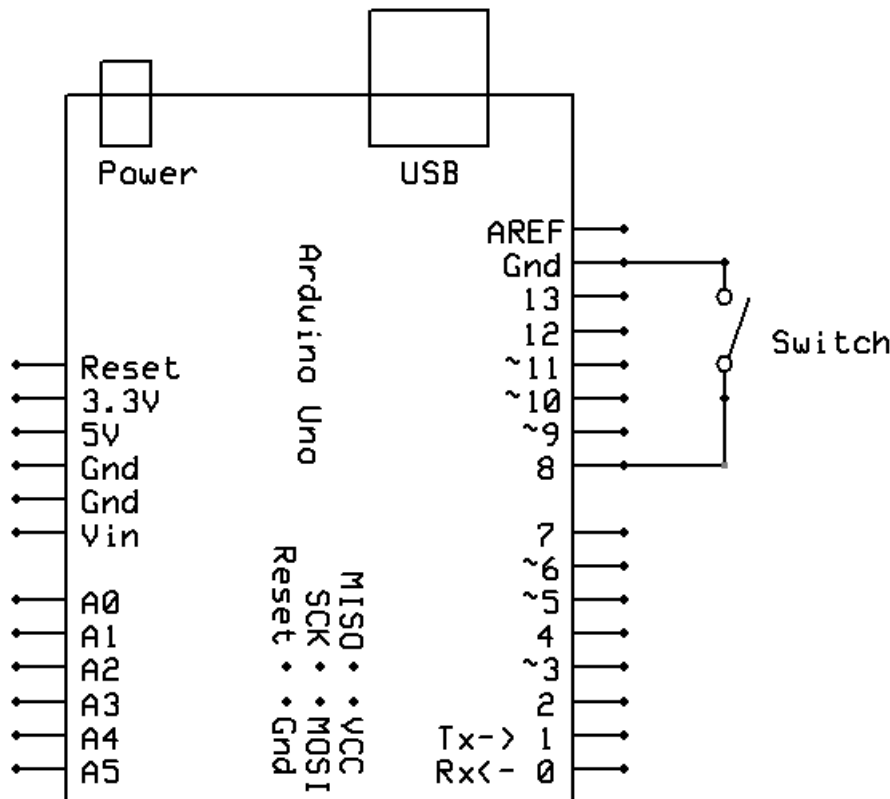 Power
USB
Arduino Uno
AREF
Gnd
13
12
~11
~10
~9
8
7
~6
~5
4
~3
2
Tx-> 1
Rx<- 0
Switch
Reset
3.3V
5V
Gnd
Gnd
Vin
A0
A1
A2
A3
A4
A5
MISO
SCK
Reset
VCC
MOSI
Gnd